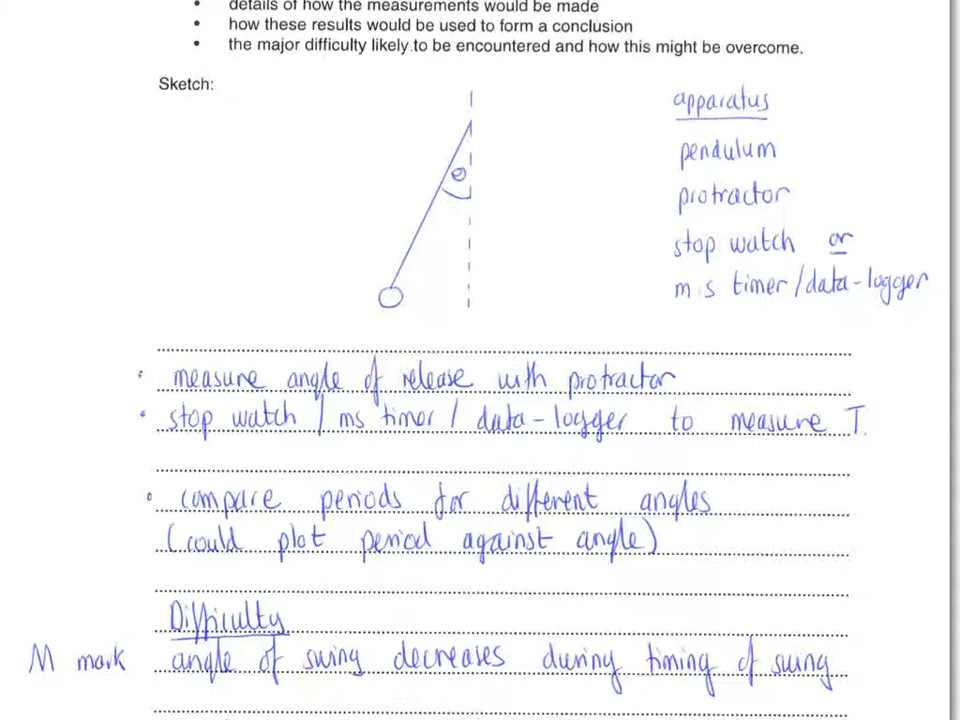 • details of how the measurements would be made
• how these results would be used to form a conclusion
• the major difficulty likely to be encountered and how this might be overcome.
Sketch:
θ
apparatus
pendulum
protractor
stop watch or
m.s timer/data-logger
• measure angle of release with protractor
• stop watch / ms timer / data-logger to measure T.
• compare periods for different angles
(could plot period against angle)
Difficulty
M mark angle of swing decreases during timing of swing